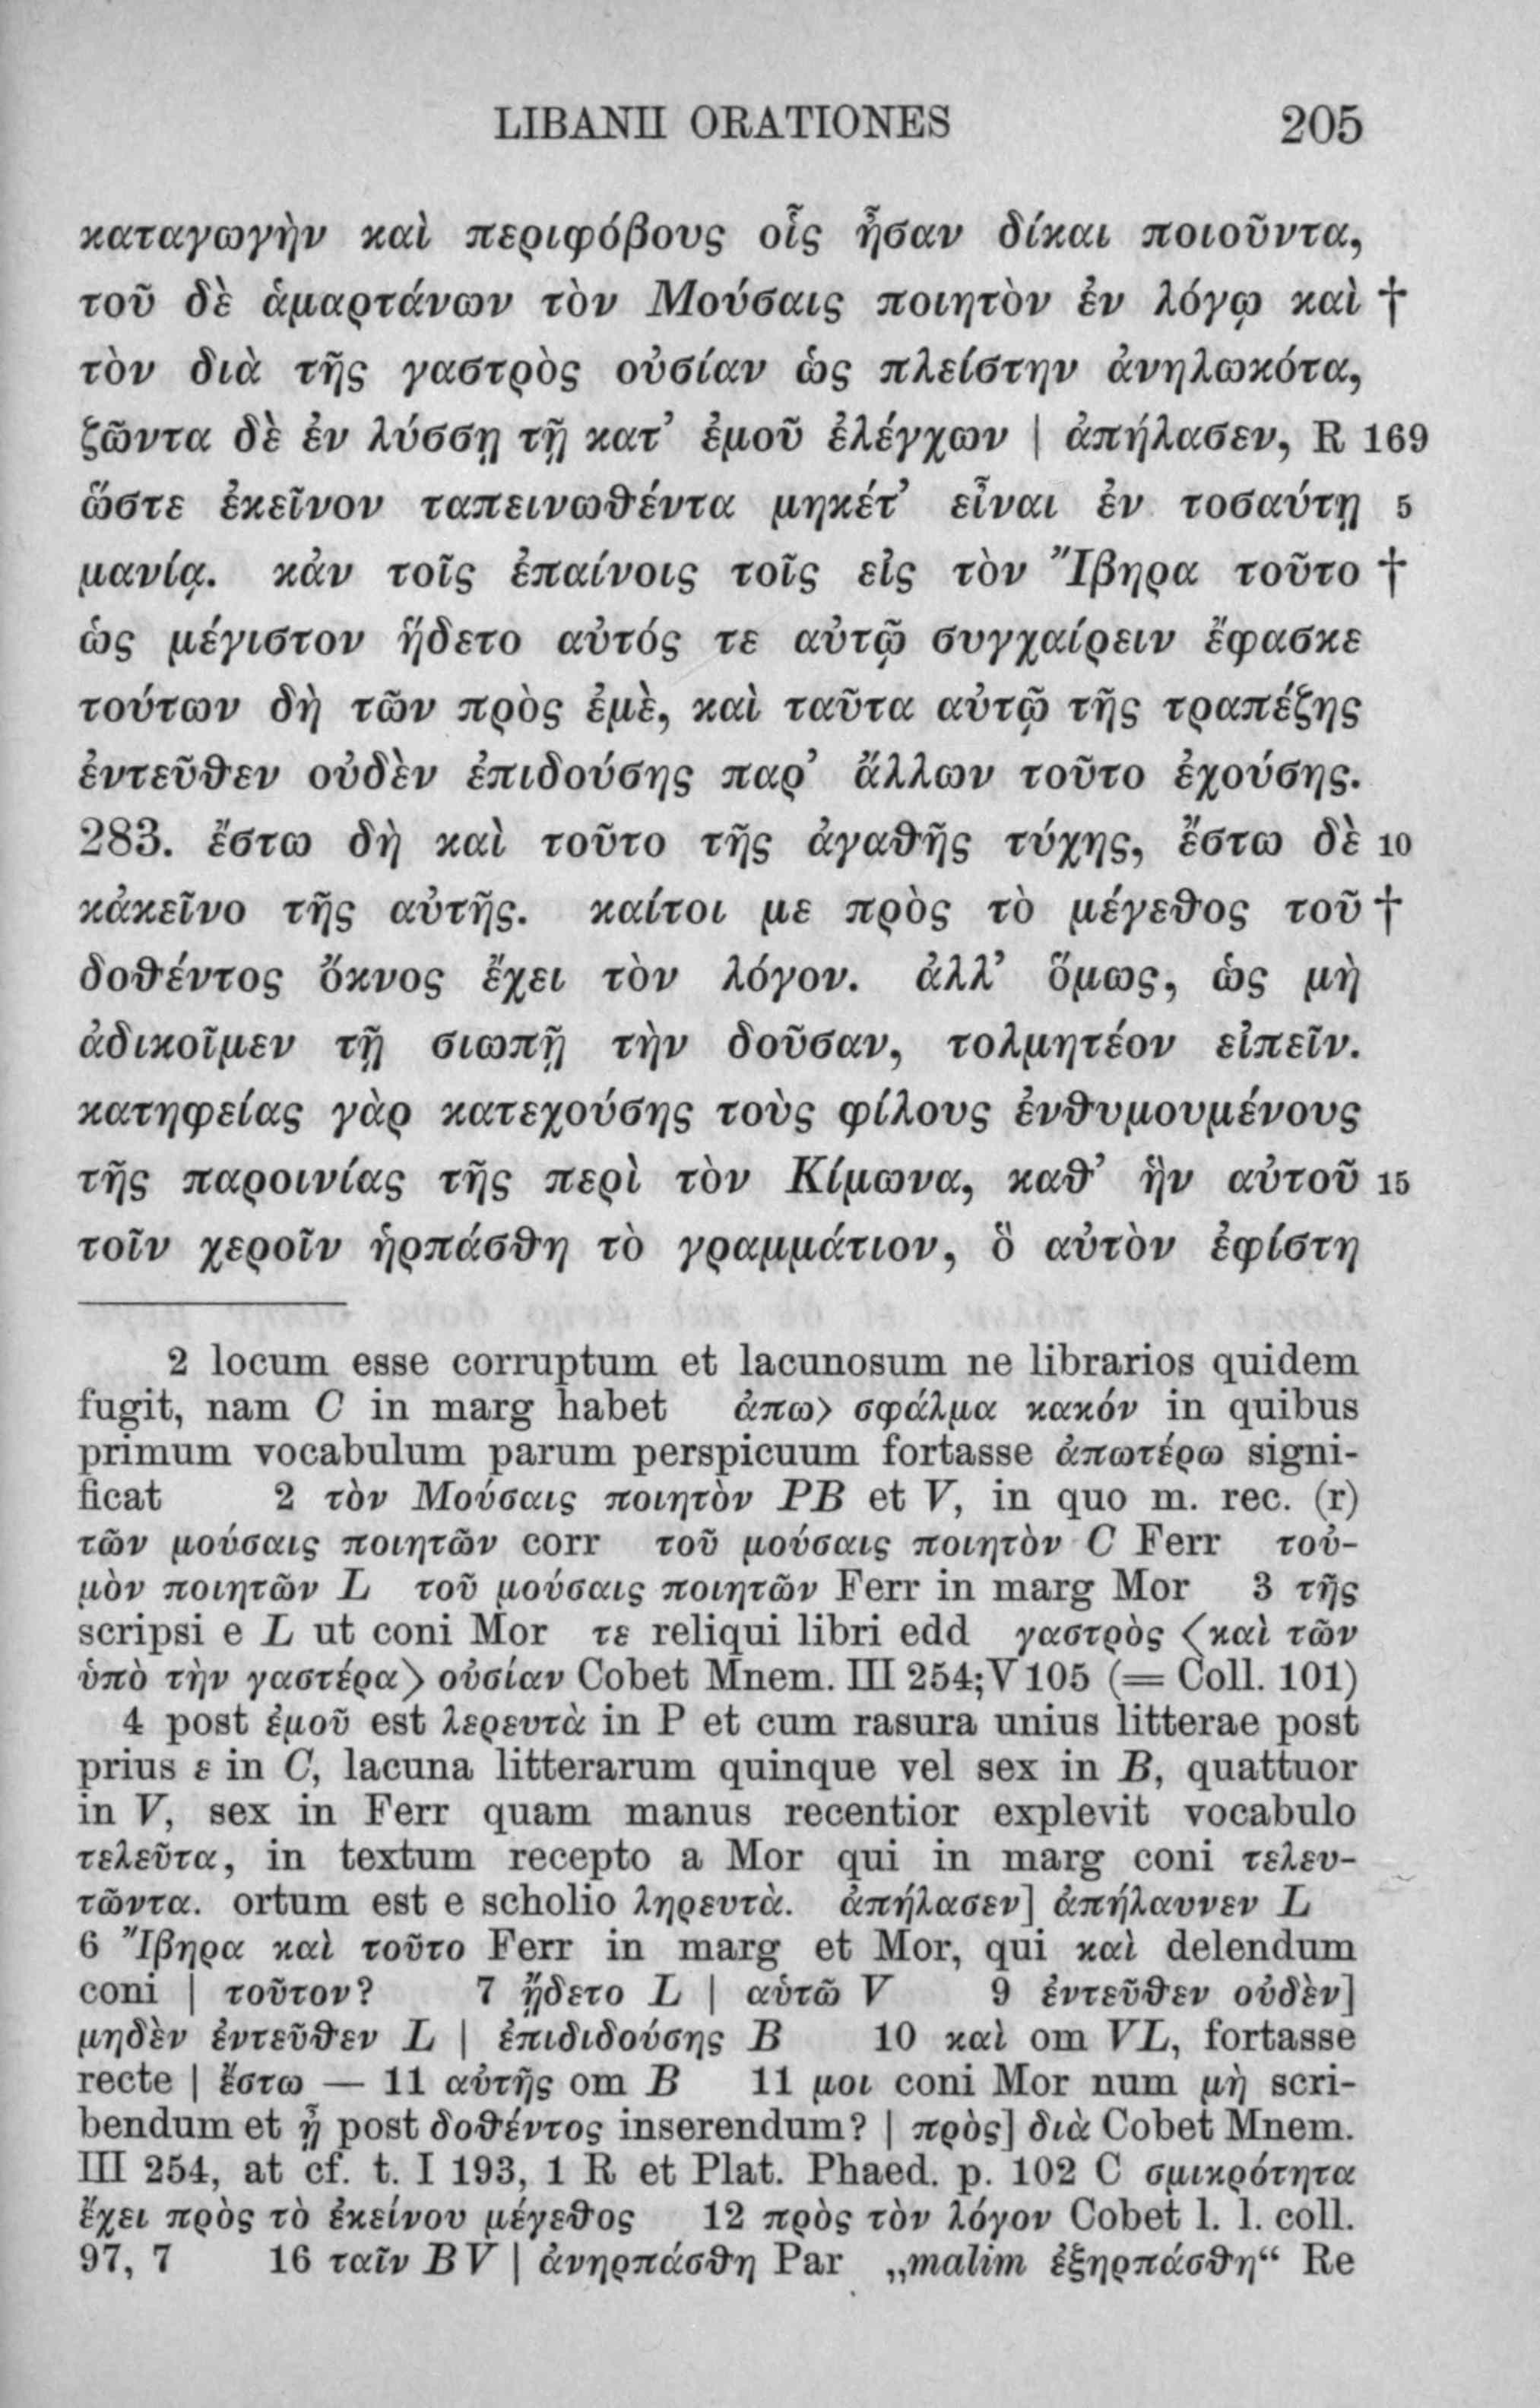 LIBANII ORATIONES 205
καταγωγὴν καὶ περιφόβους οἷς ἦσαν δίκαι ποιοῦντα,
τοῦ δὲ ἁμαρτάνων τὸν Μούσαις ποιητὸν ἐν λόγῳ καὶ †
τὸν διὰ τῆς γαστρὸς οὐσίαν ὡς πλείστην ἀνηλωκότα,
ζῶντα δὲ ἐν λύσσῃ τῇ κατ’ ἐμοῦ ἐλέγχων | ἀπήλασεν, R 169
ὥστε ἐκεῖνον ταπεινωθέντα μηκέτ’ εἶναι ἐν τοσαύτῃ 5
μανίᾳ. κἀν τοῖς ἐπαίνοις τοῖς εἰς τὸν Ἴβηρα τοῦτο †
ὡς μέγιστον ᾕδετο αὐτός τε αὐτῷ συγχαίρειν ἔφασκε
τούτων δὴ τῶν πρὸς ἐμὲ, καὶ ταῦτα αὐτῷ τῆς τραπέζης
ἐντεῦθεν οὐδὲν ἐπιδούσης παρ’ ἄλλων τοῦτο ἐχούσης.
283. ἔστω δὴ καὶ τοῦτο τῆς ἀγαθῆς τύχης, ἔστω δὲ 10
κἀκεῖνο τῆς αὐτῆς. καίτοι με πρὸς τὸ μέγεθος τοῦ †
δοθέντος ὄκνος ἔχει τὸν λόγον. ἀλλ’ ὅμως, ὡς μὴ
ἀδικοῖμεν τῇ σιωπῇ τὴν δοῦσαν, τολμητέον εἰπεῖν.
κατηφείας γὰρ κατεχούσης τοὺς φίλους ἐνθυμουμένους
τῆς παροινίας τῆς περὶ τὸν Κίμωνα, καθ’ ἣν αὐτοῦ 15
τοῖν χεροῖν ἡρπάσθη τὸ γραμμάτιον, ὃ αὐτὸν ἐφίστη
2 locum esse corruptum et lacunosum ne librarios quidem
fugit, nam C in marg habet ἀπω⟩ σφάλμα κακόν in quibus
primum vocabulum parum perspicuum fortasse ἀπωτέρω signi-
ficat 2 τὸν Μούσαις ποιητὸν PB et V, in quo m. rec. (r)
τῶν μούσαις ποιητῶν corr τοῦ μούσαις ποιητὸν C Ferr τοὐ-
μὸν ποιητῶν L τοῦ μούσαις ποιητῶν Ferr in marg Mor 3 τῆς
scripsi e L ut coni Mor τε reliqui libri edd γαστρὸς ⟨καὶ τῶν
ὑπὸ τὴν γαστέρα⟩ οὐσίαν Cobet Mnem. III 254; V 105 (= Coll. 101)
4 post ἐμοῦ est λερευτὰ in P et cum rasura unius litterae post
prius ε in C, lacuna litterarum quinque vel sex in B, quattuor
in V, sex in Ferr quam manus recentior explevit vocabulo
τελεῦτα, in textum recepto a Mor qui in marg coni τελευ-
τῶντα. ortum est e scholio ληρευτὰ. ἀπήλασεν] ἀπήλαυνεν L
6 Ἴβηρα καὶ τοῦτο Ferr in marg et Mor, qui καὶ delendum
coni | τοῦτον? 7 ᾔδετο L | αὑτῶ V 9 ἐντεῦθεν οὐδὲν]
μηδὲν ἐντεῦθεν L | ἐπιδιδούσης B 10 καὶ om VL, fortasse
recte | ἔστω — 11 αὐτῆς om B 11 μοι coni Mor num μὴ scri-
bendum et ᾖ post δοθέντος inserendum? | πρὸς] διὰ Cobet Mnem.
III 254, at cf. t. I 193, 1 R et Plat. Phaed. p. 102 C σμικρότητα
ἔχει πρὸς τὸ ἐκείνου μέγεθος 12 πρὸς τὸν λόγον Cobet l. l. coll.
97, 7 16 ταῖν BV | ἀνηρπάσθη Par „malim ἐξηρπάσθη“ Re